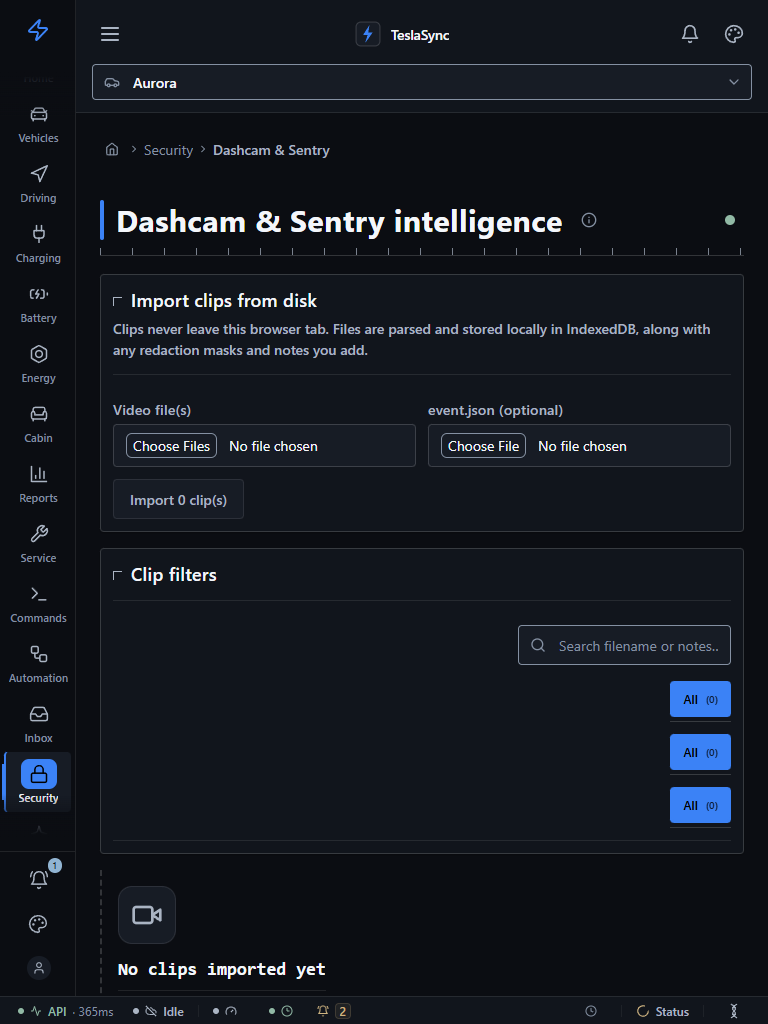 TeslaSync
Aurora
Vehicles
Driving
Charging
Battery
Energy
Cabin
Reports
Service
Commands
Automation
Inbox
Security
1
Security
Dashcam & Sentry
Dashcam & Sentry intelligence
Import clips from disk
Clips never leave this browser tab. Files are parsed and stored locally in IndexedDB, along with
any redaction masks and notes you add.
Video file(s)
event.json (optional)
Choose Files No file chosen
Choose File No file chosen
Import 0 clip(s)
Clip filters
Search filename or notes..
All (0)
All (0)
All (0)
No clips imported yet
API · 365ms
Idle
2
Status